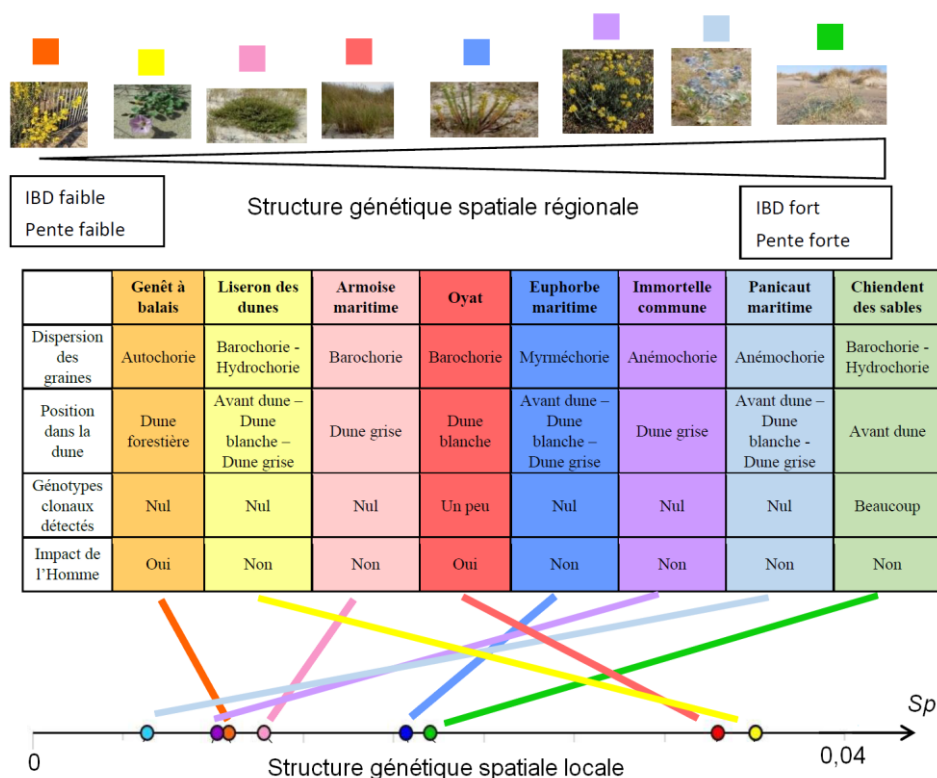 IBD faible
Pente faible
Structure génétique spatiale régionale
IBD fort
Pente forte
Genêt à balais
Liseron des dunes
Armoise maritime
Oyat
Euphorbe maritime
Immortelle commune
Panicaut maritime
Chiendent des sables
Dispersion des graines
Autochorie
Barochorie - Hydrochorie
Barochorie
Barochorie
Myrméchorie
Anémochorie
Anémochorie
Barochorie - Hydrochorie
Position dans la dune
Dune forestière
Avant dune – Dune blanche – Dune grise
Dune grise
Dune blanche
Avant dune – Dune blanche – Dune grise
Dune grise
Avant dune – Dune blanche - Dune grise
Avant dune
Génotypes clonaux détectés
Nul
Nul
Nul
Un peu
Nul
Nul
Nul
Beaucoup
Impact de l'Homme
Oui
Non
Non
Oui
Non
Non
Non
Non
Sp
0
Structure génétique spatiale locale
0,04